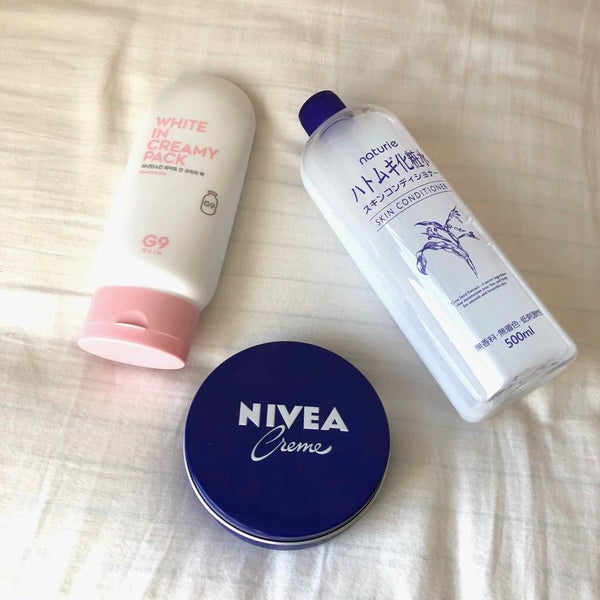 WHITE
IN
CREAMY
PACK
WHITENING
G9
G9
SKIN
naturie
ハトムギ化粧水
スキンコンディショナー
SKIN CONDITIONER
無香料・無着色・低刺激性
500ml
NIVEA
Creme